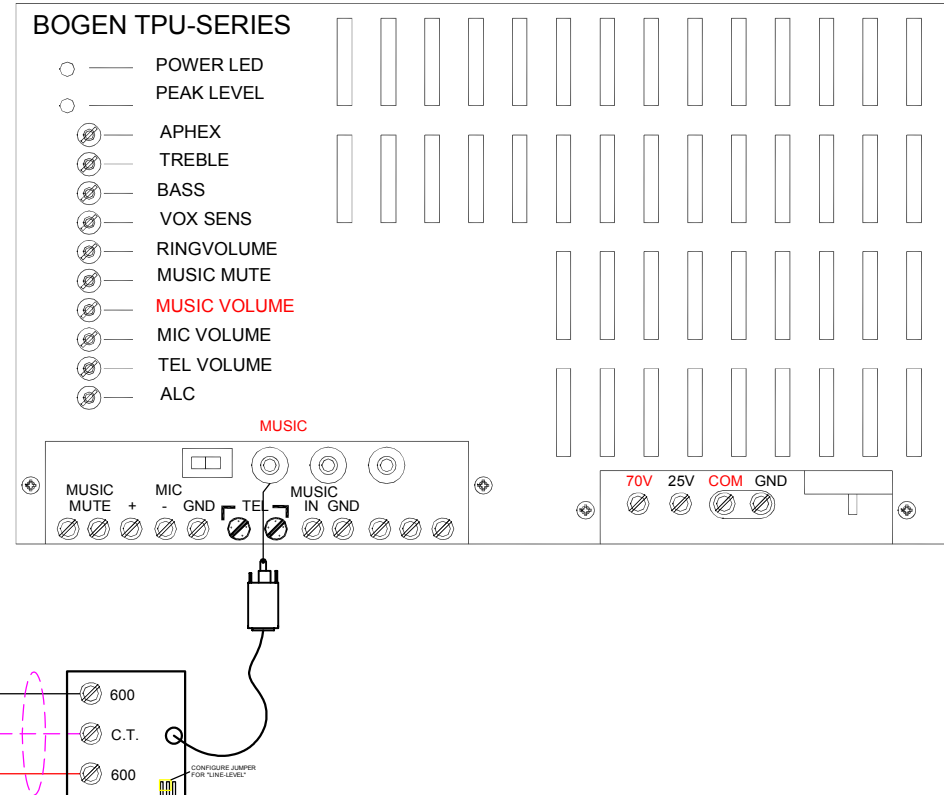 BOGEN TPU-SERIES
POWER LED
PEAK LEVEL
APHEX
TREBLE
BASS
VOX SENS
RINGVOLUME
MUSIC MUTE
MUSIC VOLUME
MIC VOLUME
TEL VOLUME
ALC
MUSIC
MUSIC MIC MUSIC
MUTE + - GND TEL IN GND
70V 25V COM GND
600
C.T.
600
CONFIGURE JUMPER
FOR "LINE-LEVEL"